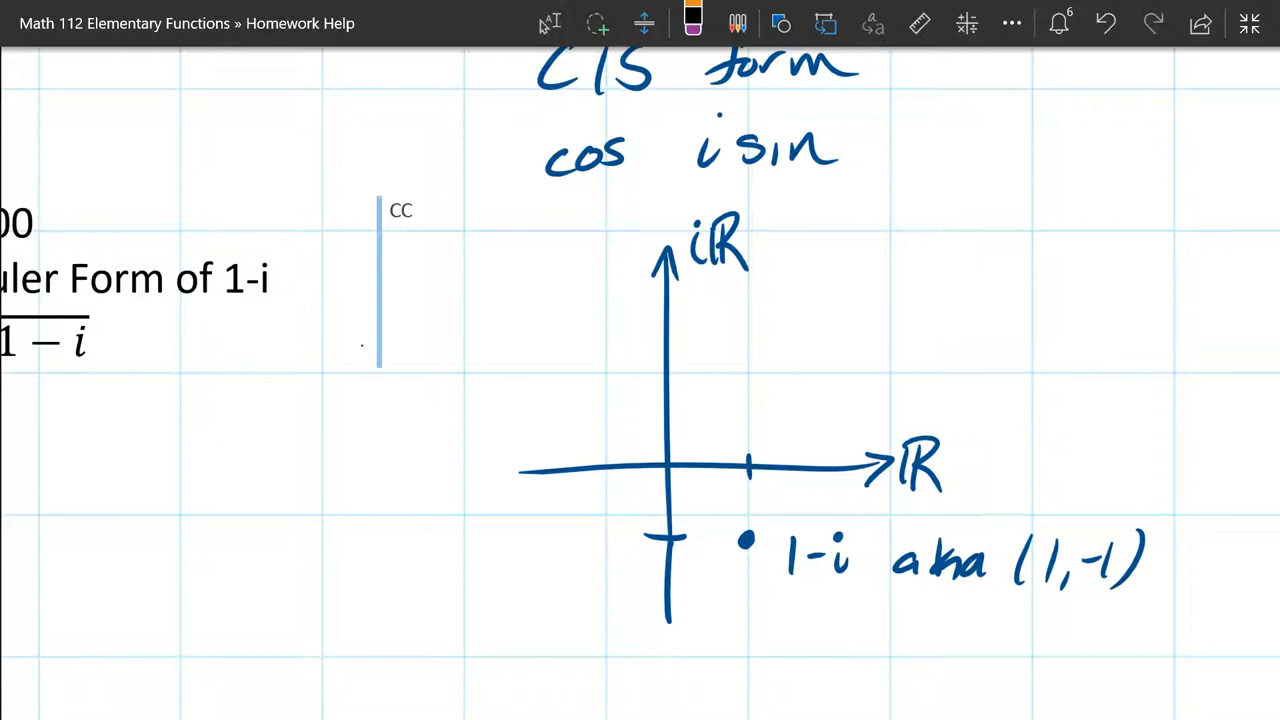 Math 112 Elementary Functions » Homework Help
6
CIS form
cos i sin
00
CC
iℝ
uler Form of 1-i
1 − i
ℝ
1-i aka (1,-1)